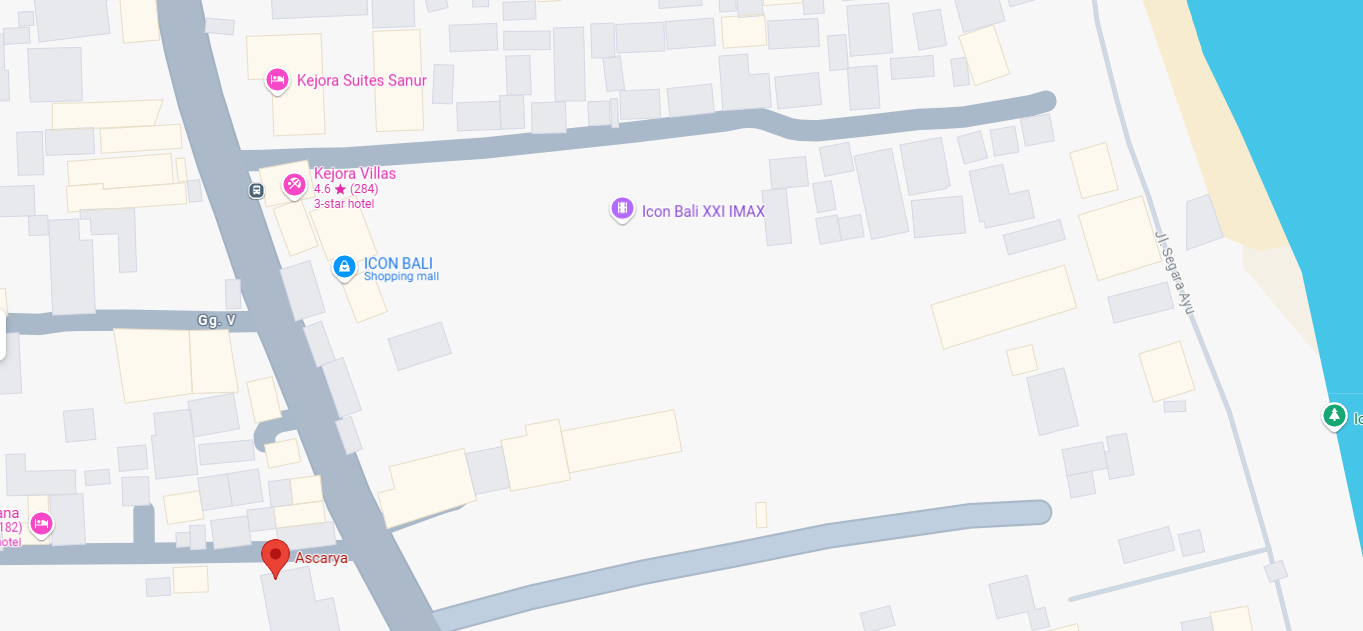 Kejora Suites Sanur
Kejora Villas
4.6 ★ (284)
3-star hotel
Icon Bali XXI IMAX
ICON BALI
Shopping mall
Jl. Segara Ayu
Gg. V
Ic
ana
182)
hotel
Ascarya